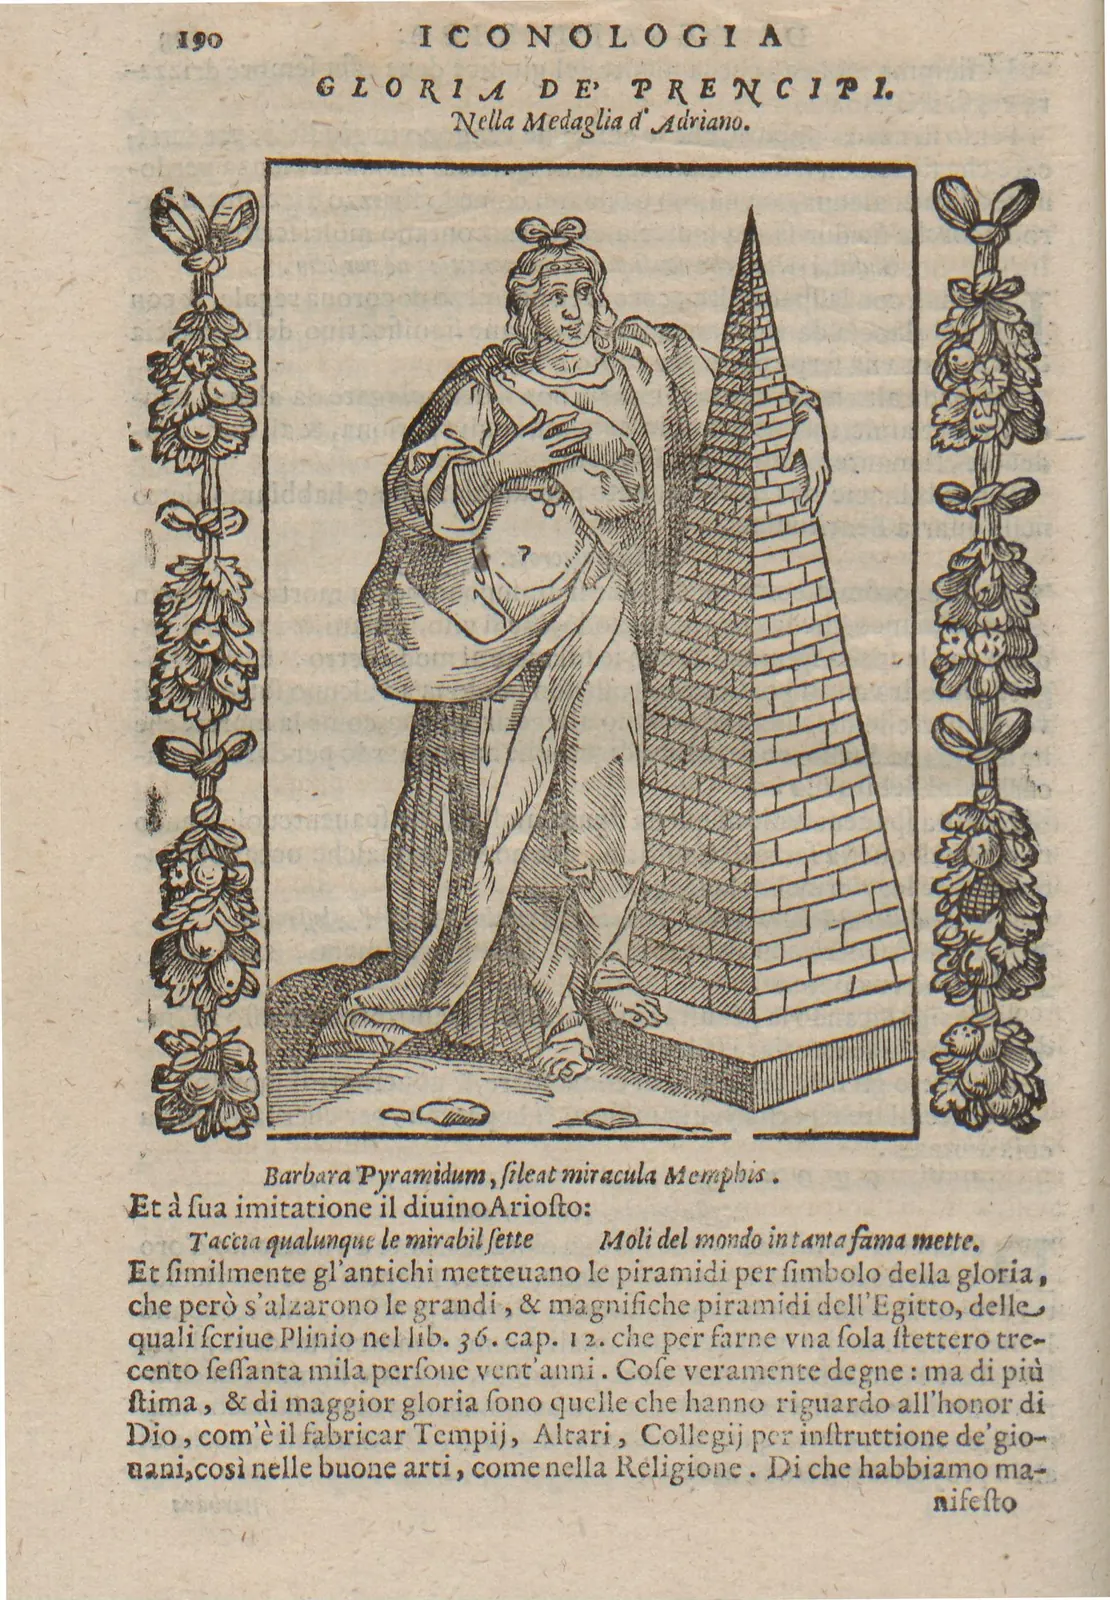 190 ICONOLOGIA
GLORIA DE' PRENCIPI.
Nella Medaglia d'Adriano.
Barbara Pyramidum, ſileat miracula Memphis.
Et à ſua imitatione il diuino Arioſto:
Taccia qualunque le mirabil ſette Moli del mondo in tanta fama mette.
Et ſimilmente gl'antichi metteuano le piramidi per ſimbolo della gloria,
che però s'alzarono le grandi, & magnifiche piramidi dell'Egitto, delle
quali ſcriue Plinio nel lib. 36. cap. 12. che per farne vna ſola ſtettero tre-
cento ſeſſanta mila perſone vent'anni. Coſe veramente degne: ma di più
ſtima, & di maggior gloria ſono quelle che hanno riguardo all'honor di
Dio, com'è il fabricar Tempij, Altari, Collegij per inſtruttione de' gio-
uani, così nelle buone arti, come nella Religione. Di che habbiamo ma-
nifeſto